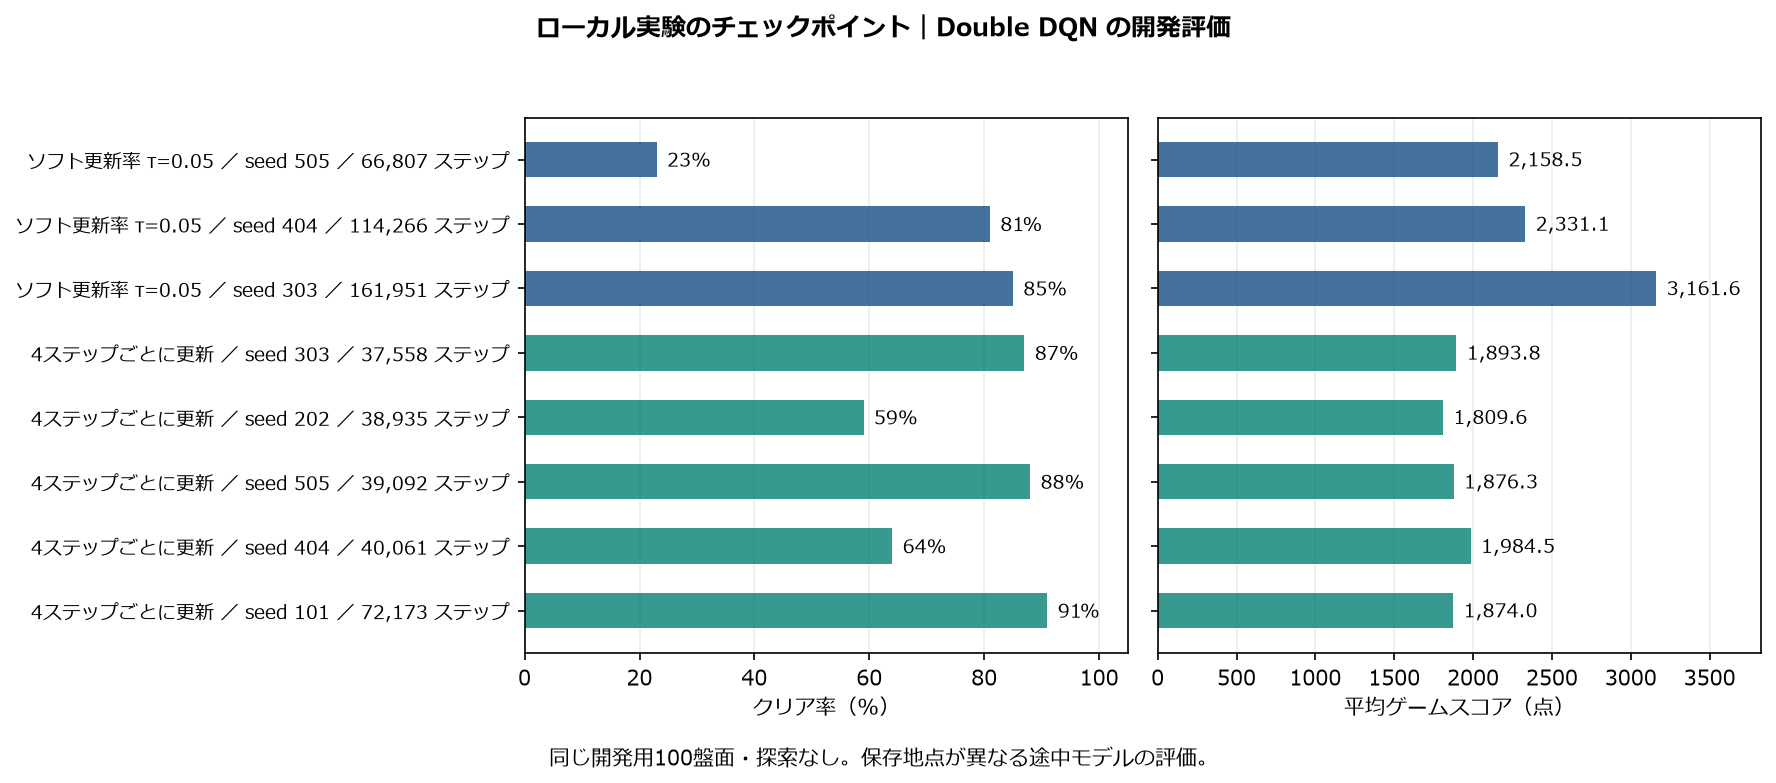 ローカル実験のチェックポイント｜Double DQN の開発評価
ソフト更新率 τ=0.05 ／ seed 505 ／ 66,807 ステップ
23%
2,158.5
ソフト更新率 τ=0.05 ／ seed 404 ／ 114,266 ステップ
81%
2,331.1
ソフト更新率 τ=0.05 ／ seed 303 ／ 161,951 ステップ
85%
3,161.6
4ステップごとに更新 ／ seed 303 ／ 37,558 ステップ
87%
1,893.8
4ステップごとに更新 ／ seed 202 ／ 38,935 ステップ
59%
1,809.6
4ステップごとに更新 ／ seed 505 ／ 39,092 ステップ
88%
1,876.3
4ステップごとに更新 ／ seed 404 ／ 40,061 ステップ
64%
1,984.5
4ステップごとに更新 ／ seed 101 ／ 72,173 ステップ
91%
1,874.0
0 20 40 60 80 100
クリア率（%）
0 500 1000 1500 2000 2500 3000 3500
平均ゲームスコア（点）
同じ開発用100盤面・探索なし。保存地点が異なる途中モデルの評価。